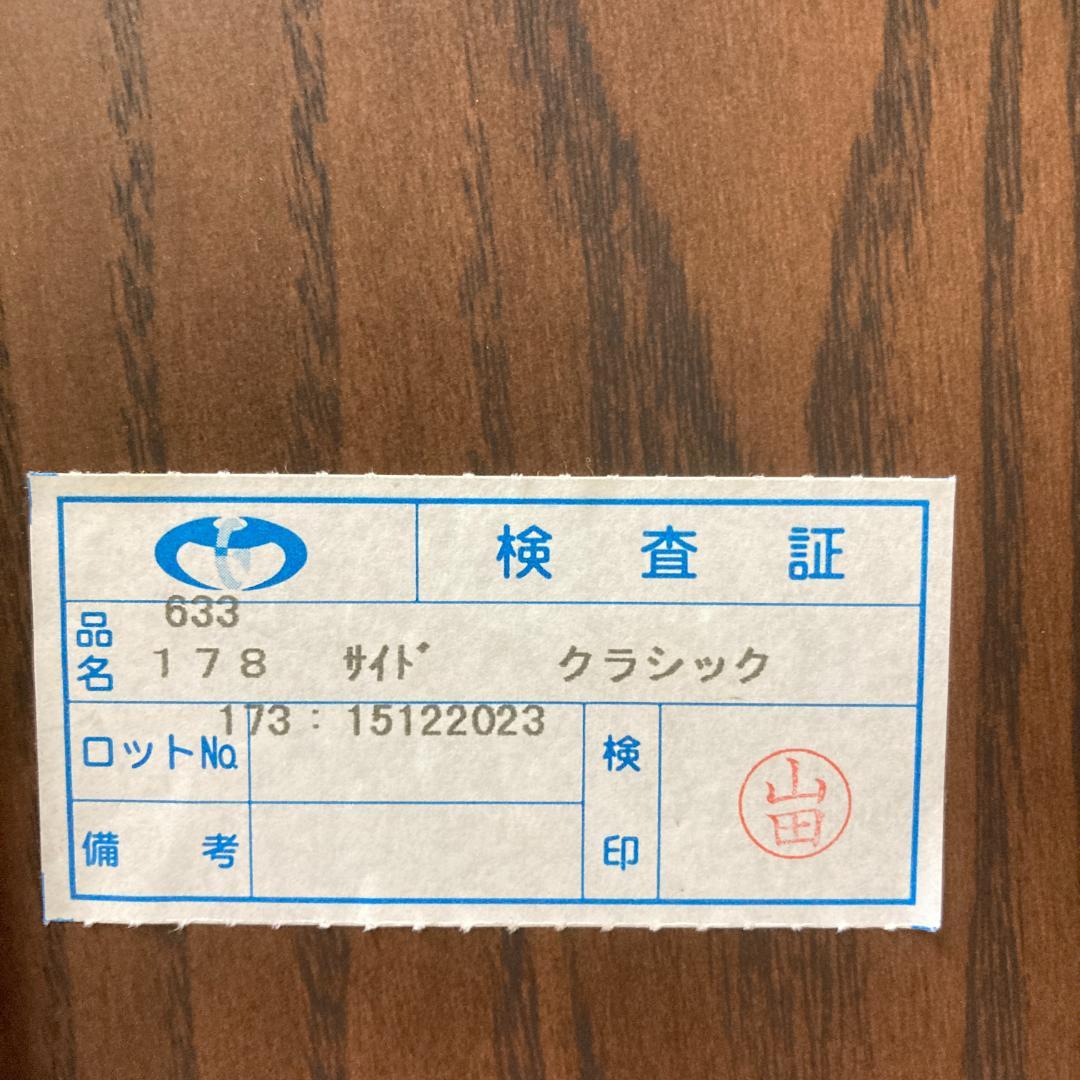 検査証
633
品名 178 サイド クラシック
173: 15122023
ロットNo.
検印
山田
備考